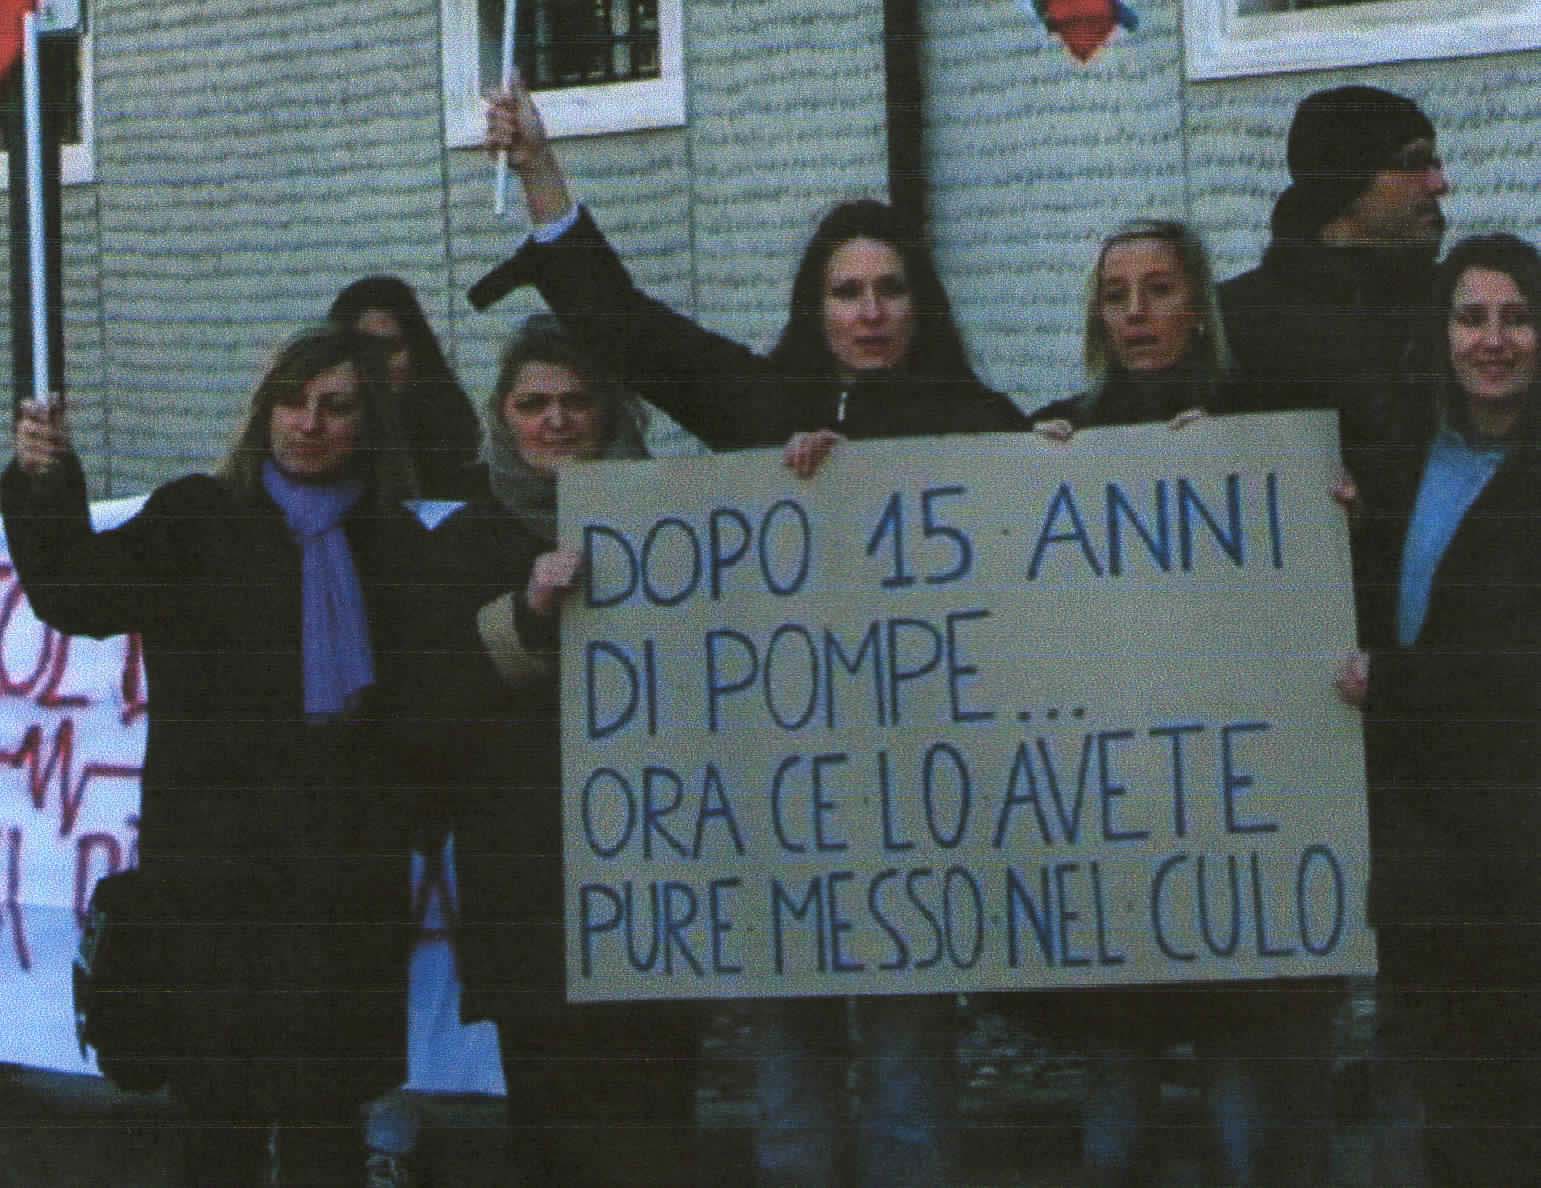 DOPO 15 ANNI
DI POMPE...
ORA CE LO AVETE
PURE MESSO NEL CULO